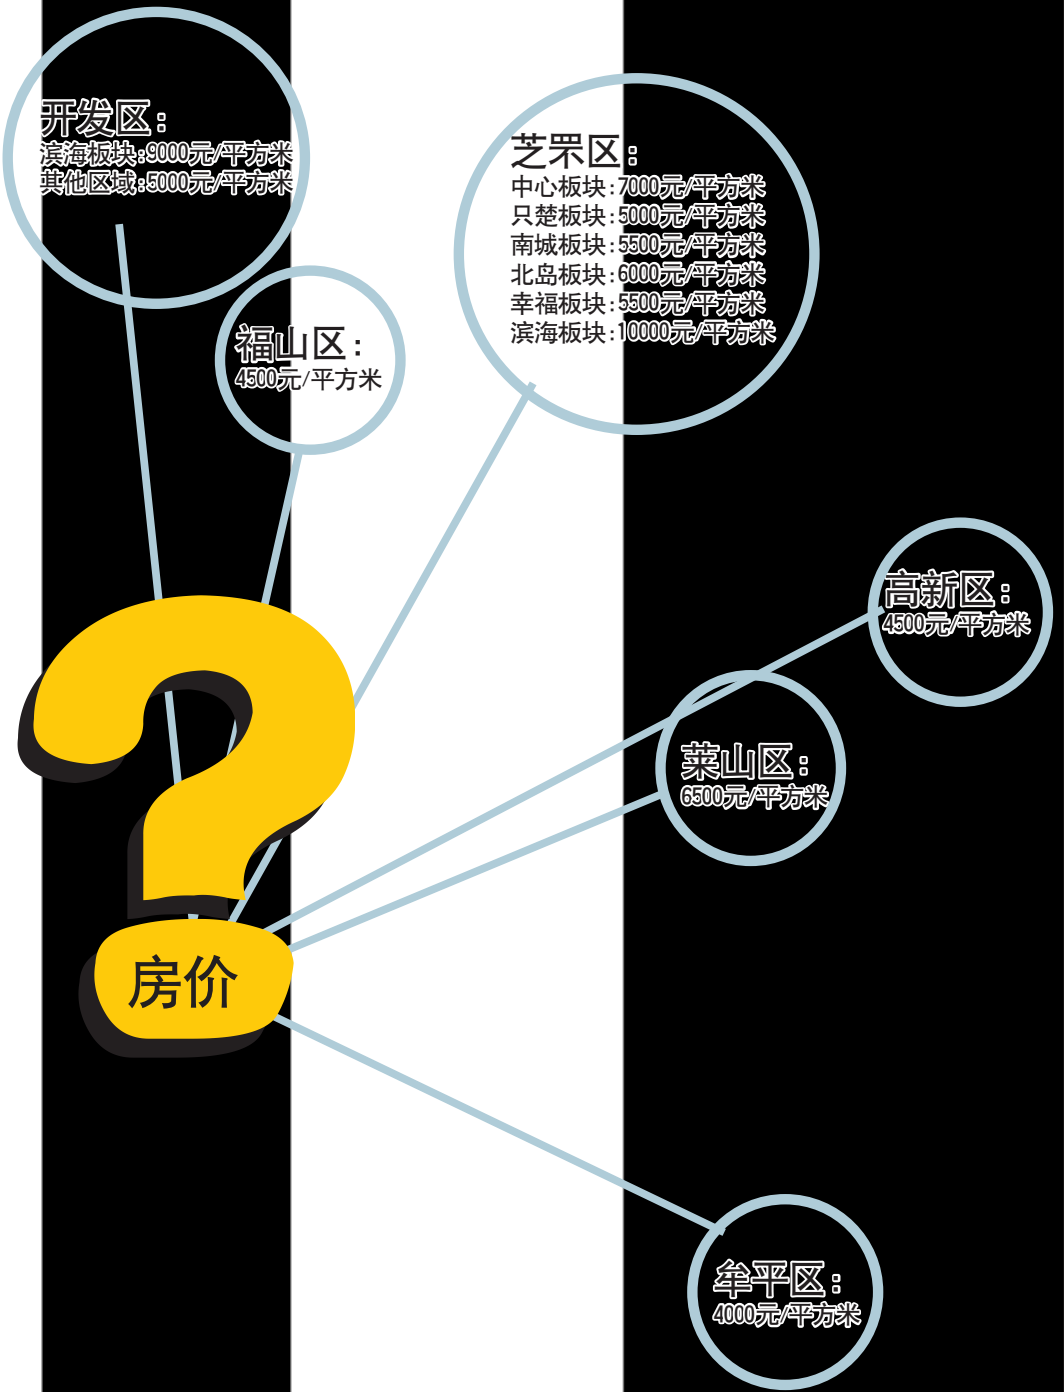 开发区：
滨海板块：9000元/平方米
其他区域：5000元/平方米
芝罘区：
中心板块：7000元/平方米
只楚板块：5000元/平方米
南城板块：5500元/平方米
北岛板块：6000元/平方米
幸福板块：5500元/平方米
滨海板块：10000元/平方米
福山区：
4500元/平方米
高新区：
4500元/平方米
莱山区：
6500元/平方米
房价
牟平区：
4000元/平方米